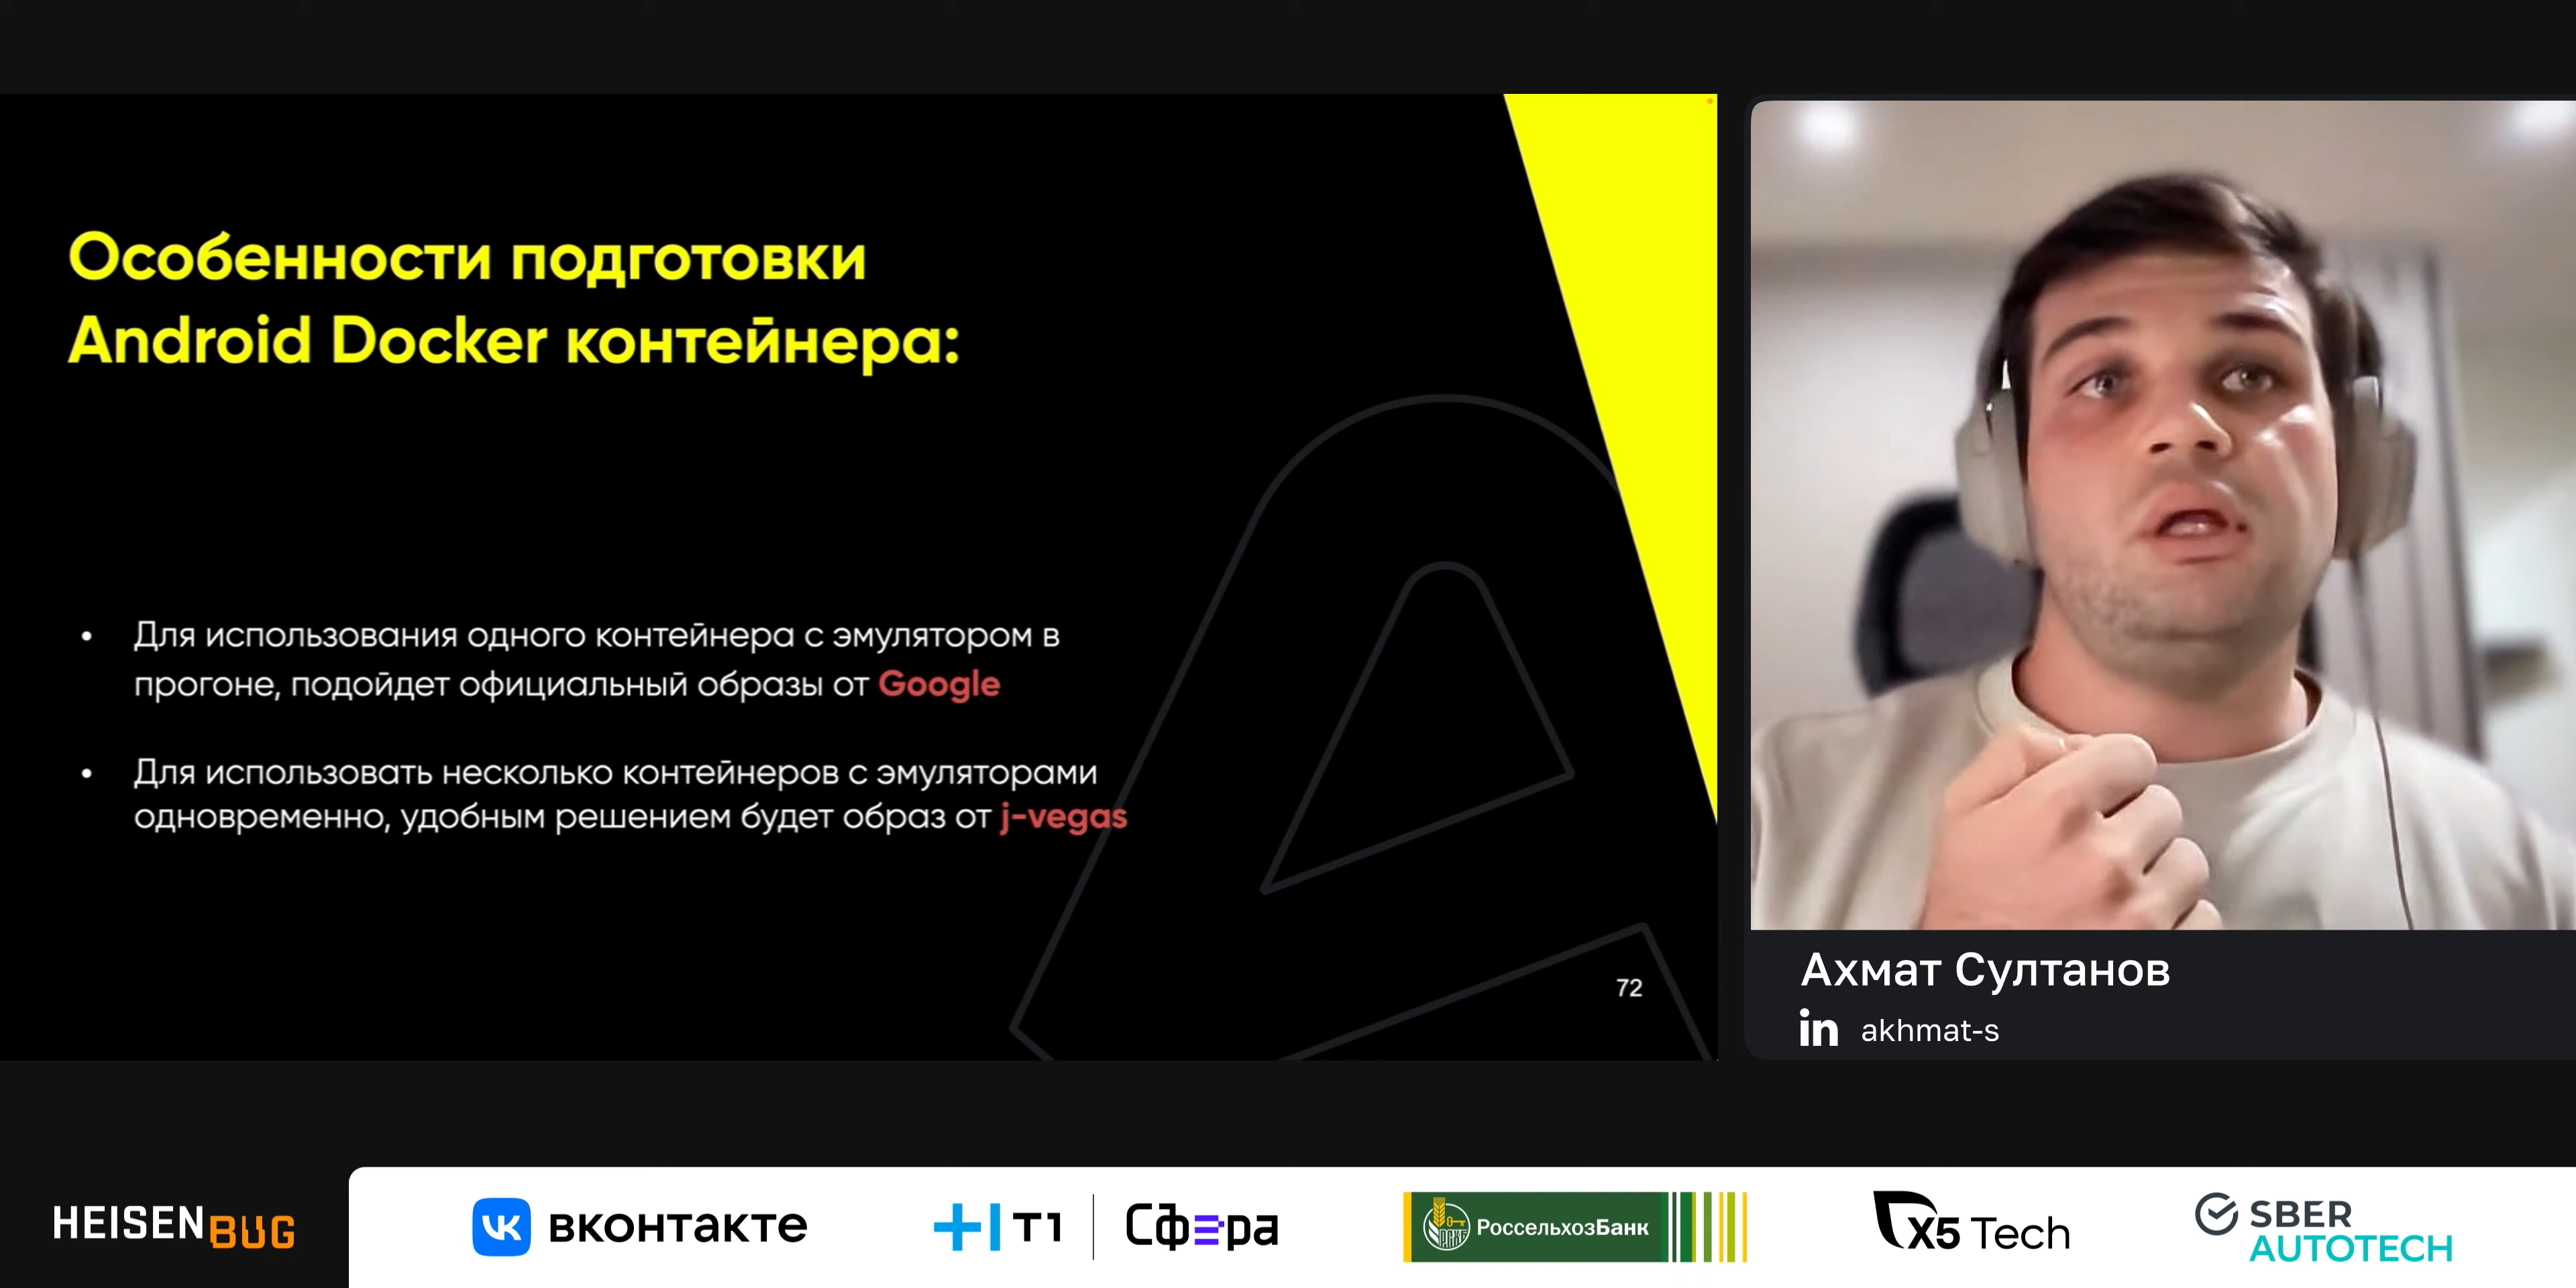 Особенности подготовки
Android Docker контейнера:
• Для использования одного контейнера с эмулятором в
прогоне, подойдет официальный образы от Google
• Для использовать несколько контейнеров с эмуляторами
одновременно, удобным решением будет образ от j-vegas
72
Ахмат Султанов
in akhmat-s
HEISENBUG
VK ВКОНТАКТЕ
Т1
Сфера
РоссельхозБанк
X5 Tech
SBER
AUTOTECH